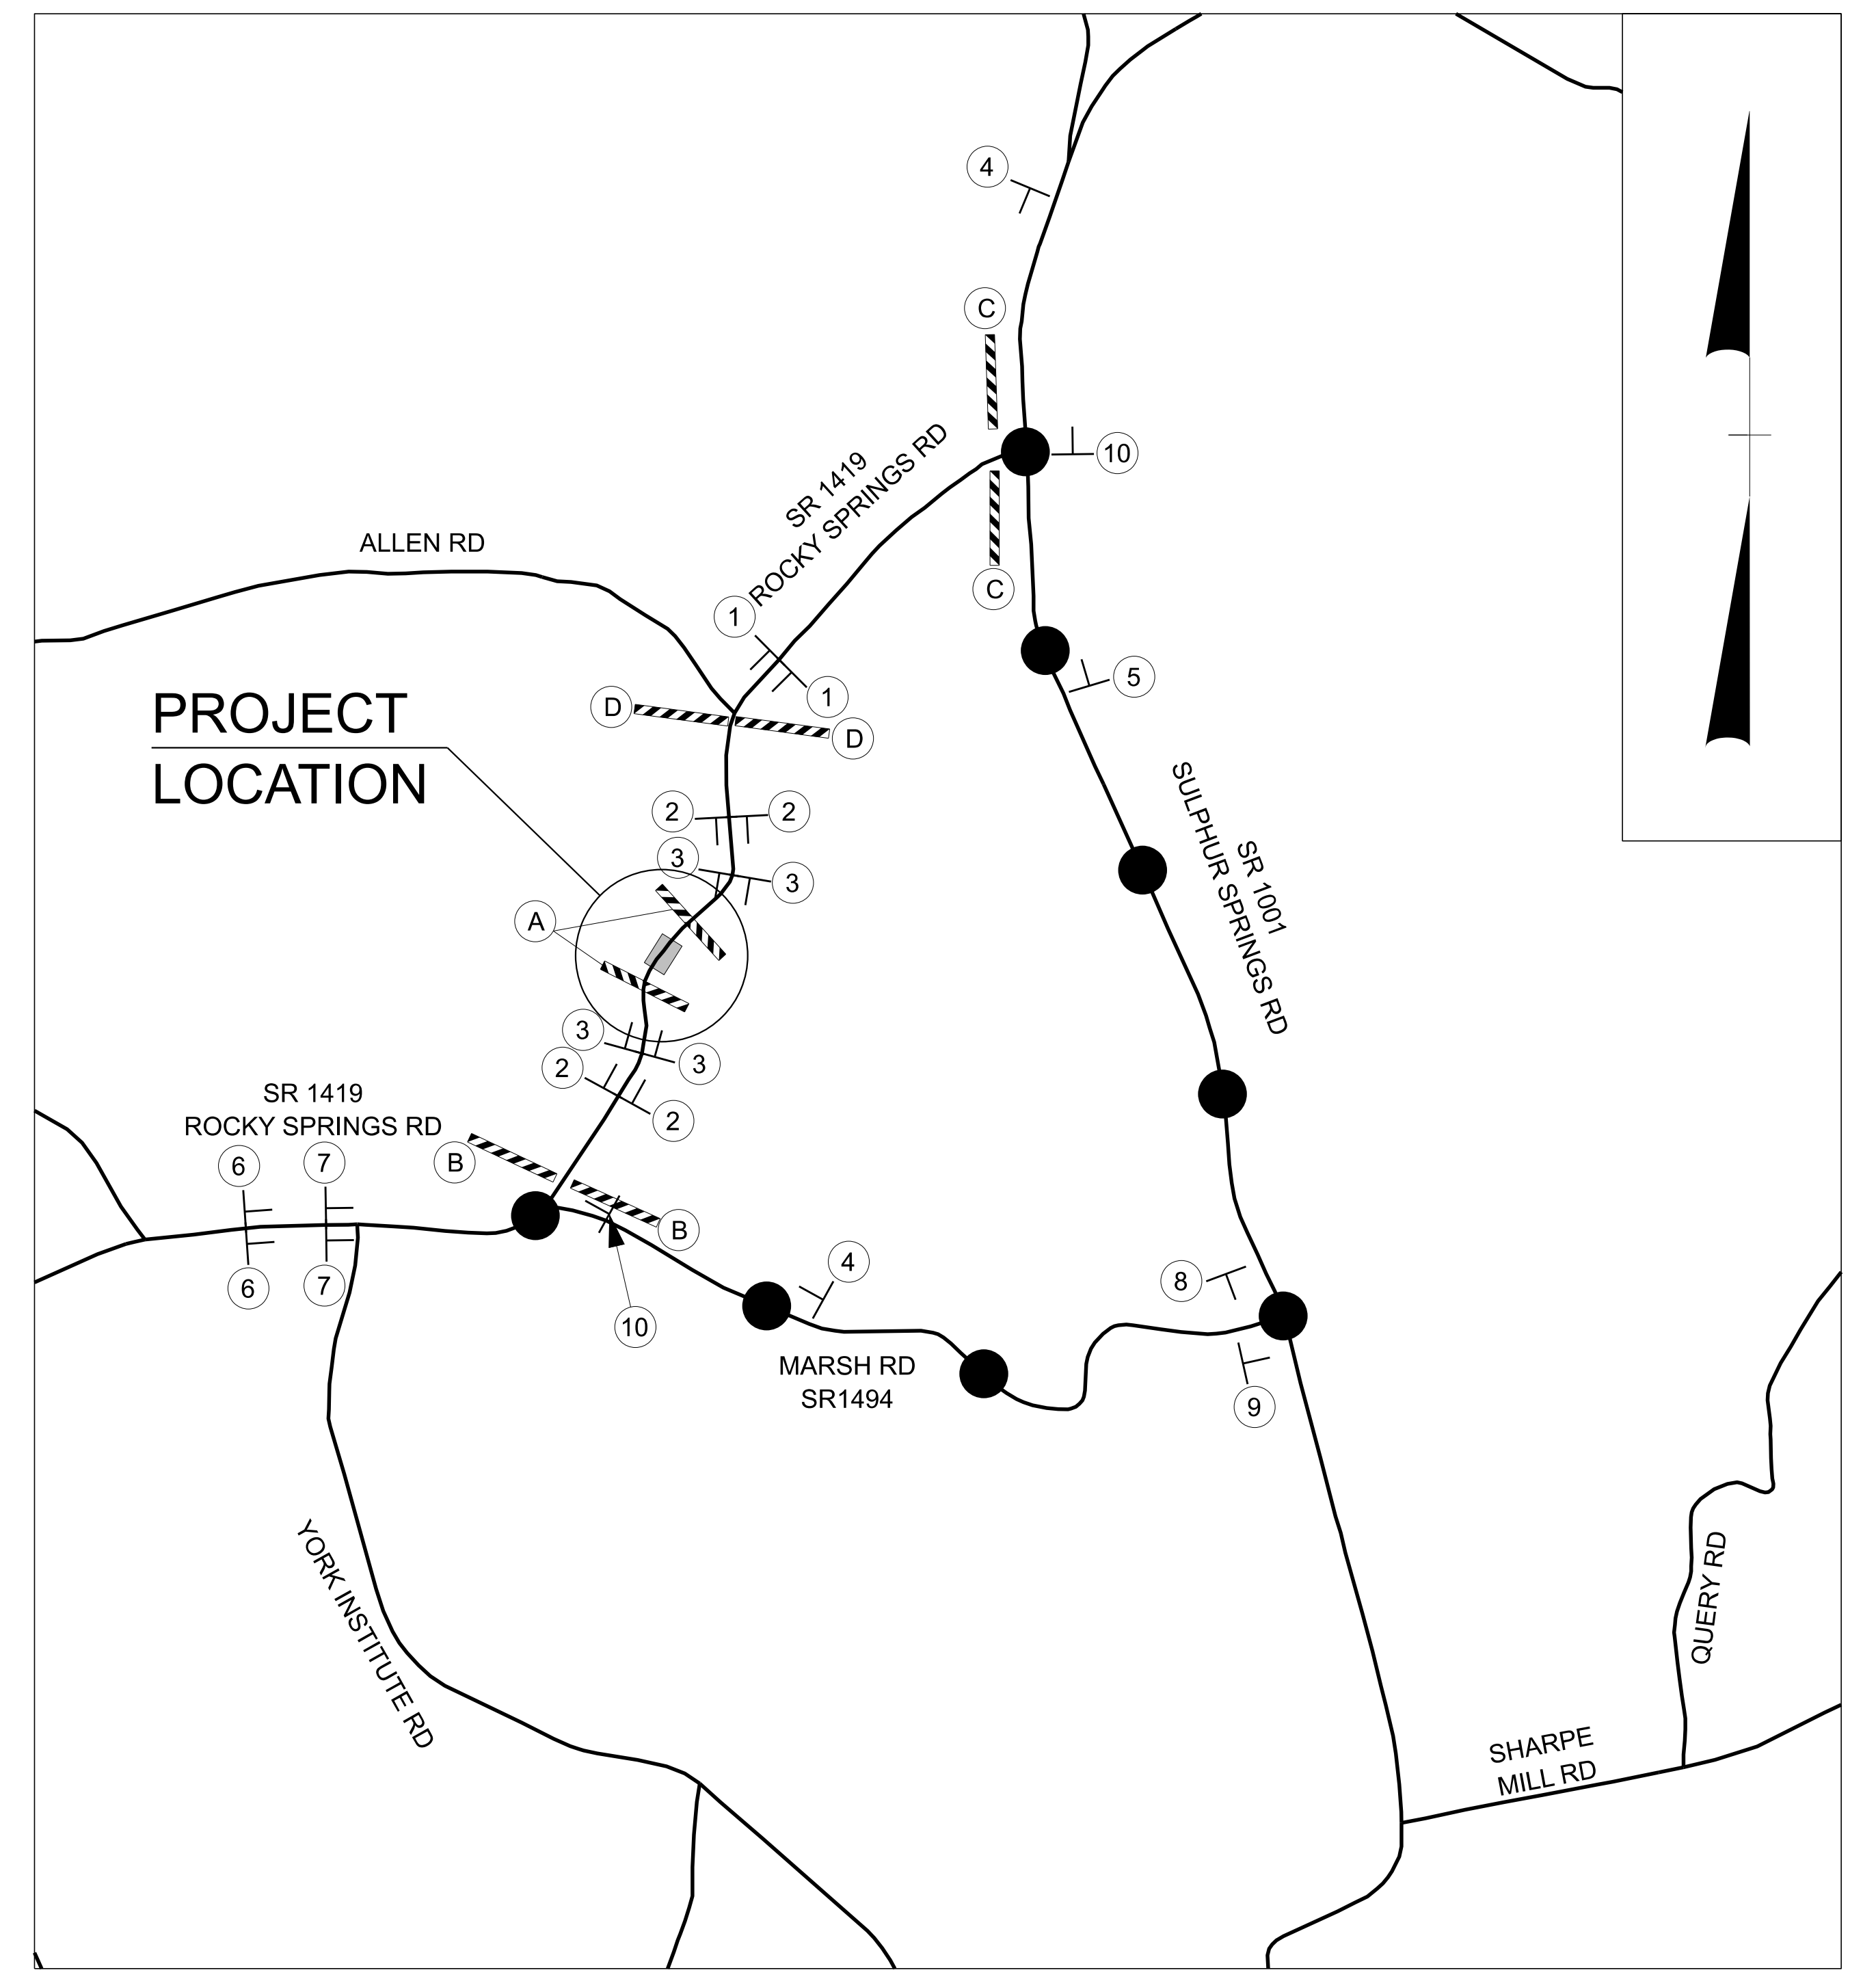 4
C
10
SR 1419
ROCKY SPRINGS RD
C
ALLEN RD
1
1
5
D
D
PROJECT
LOCATION
2
2
3
3
A
SR 1001
SULPHUR SPRINGS RD
3
3
2
2
SR 1419
ROCKY SPRINGS RD
6
7
B
B
6
7
10
4
8
MARSH RD
SR1494
9
YORK INSTITUTE RD
QUERY RD
SHARPE
MILL RD